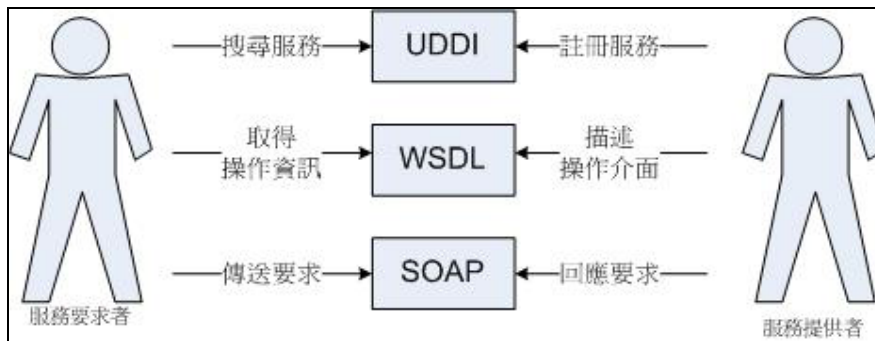 搜尋服務 UDDI 註冊服務
取得
操作資訊
WSDL
描述
操作介面
傳送要求 SOAP 回應要求
服務要求者
服務提供者